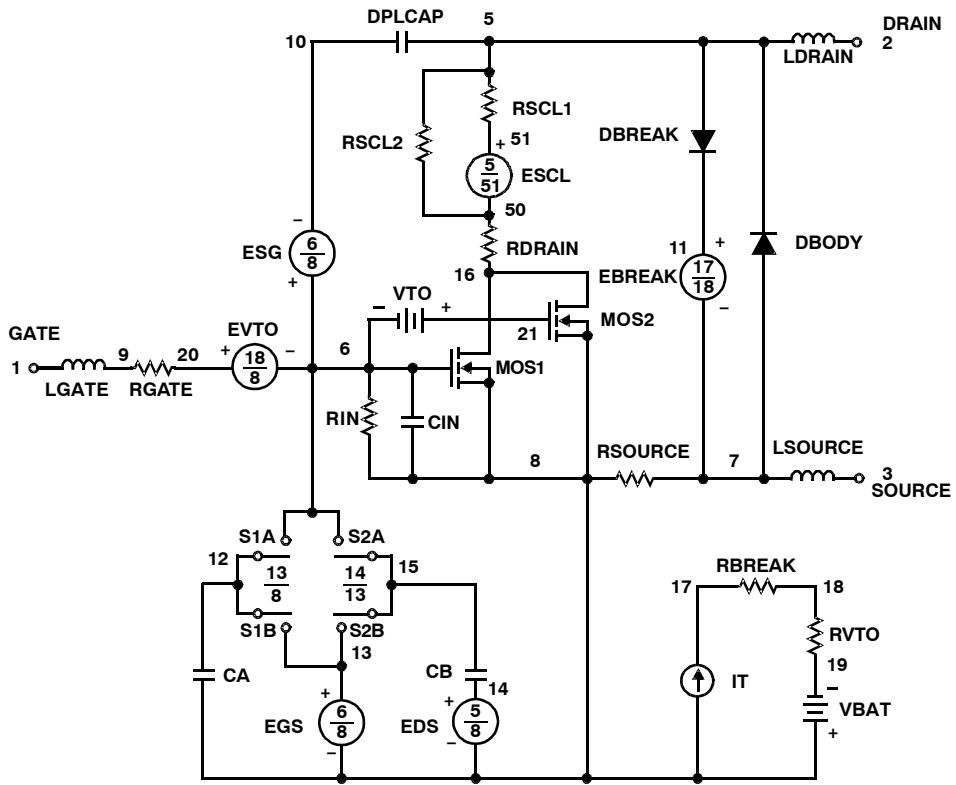 DPLCAP
5
DRAIN
10
2
LDRAIN
RSCL1
RSCL2
+ 51
DBREAK
5
51
ESCL
50
−
ESG
6
8
+
RDRAIN
DBODY
16
11
+
EBREAK
17
18
−
− VTO +
MOS2
21
GATE
EVTO
1
9
20
+
18
8
−
6
MOS1
LGATE
RGATE
RIN
CIN
RSOURCE
LSOURCE
8
7
3
SOURCE
S1A
S2A
12
13
8
14
13
15
S1B
S2B
13
RBREAK
17
18
RVTO
CA
CB
19
IT
−
VBAT
+
+
EGS
6
8
−
14
+
EDS
5
8
−